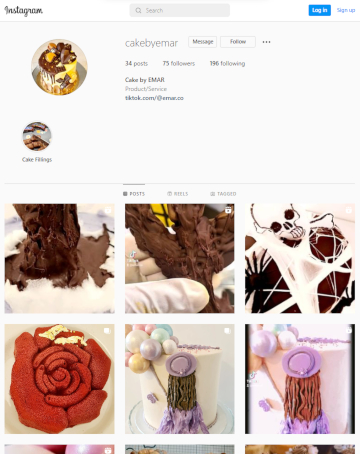 Instagram
Search
Log in
Sign up
cakebyemar
Message
Follow
34 posts
75 followers
196 following
Cake by EMAR
Product/Service
tiktok.com/@emar.co
Cake Fillings
POSTS
REELS
TAGGED